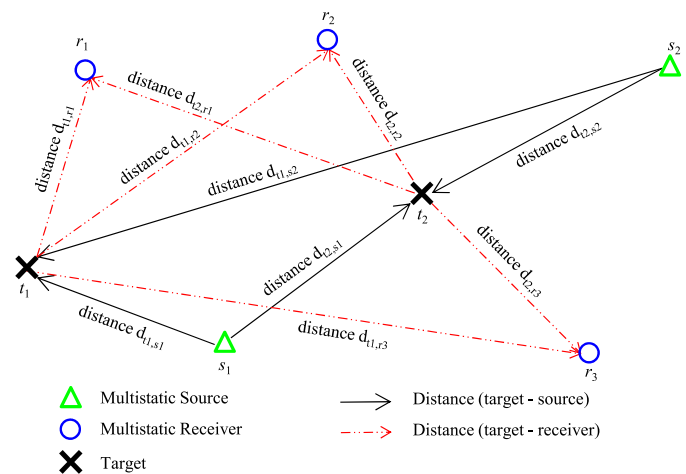 r2
r1
s2
distance dt2,r1
distance dt2,r2
distance dt1,r1
distance dt1,r2
distance dt2,s2
distance dt1,s2
t2
distance dt2,s1
distance dt2,r3
t1
distance dt1,s1
distance dt1,r3
s1
r3
Multistatic Source
Distance (target - source)
Multistatic Receiver
Distance (target - receiver)
Target